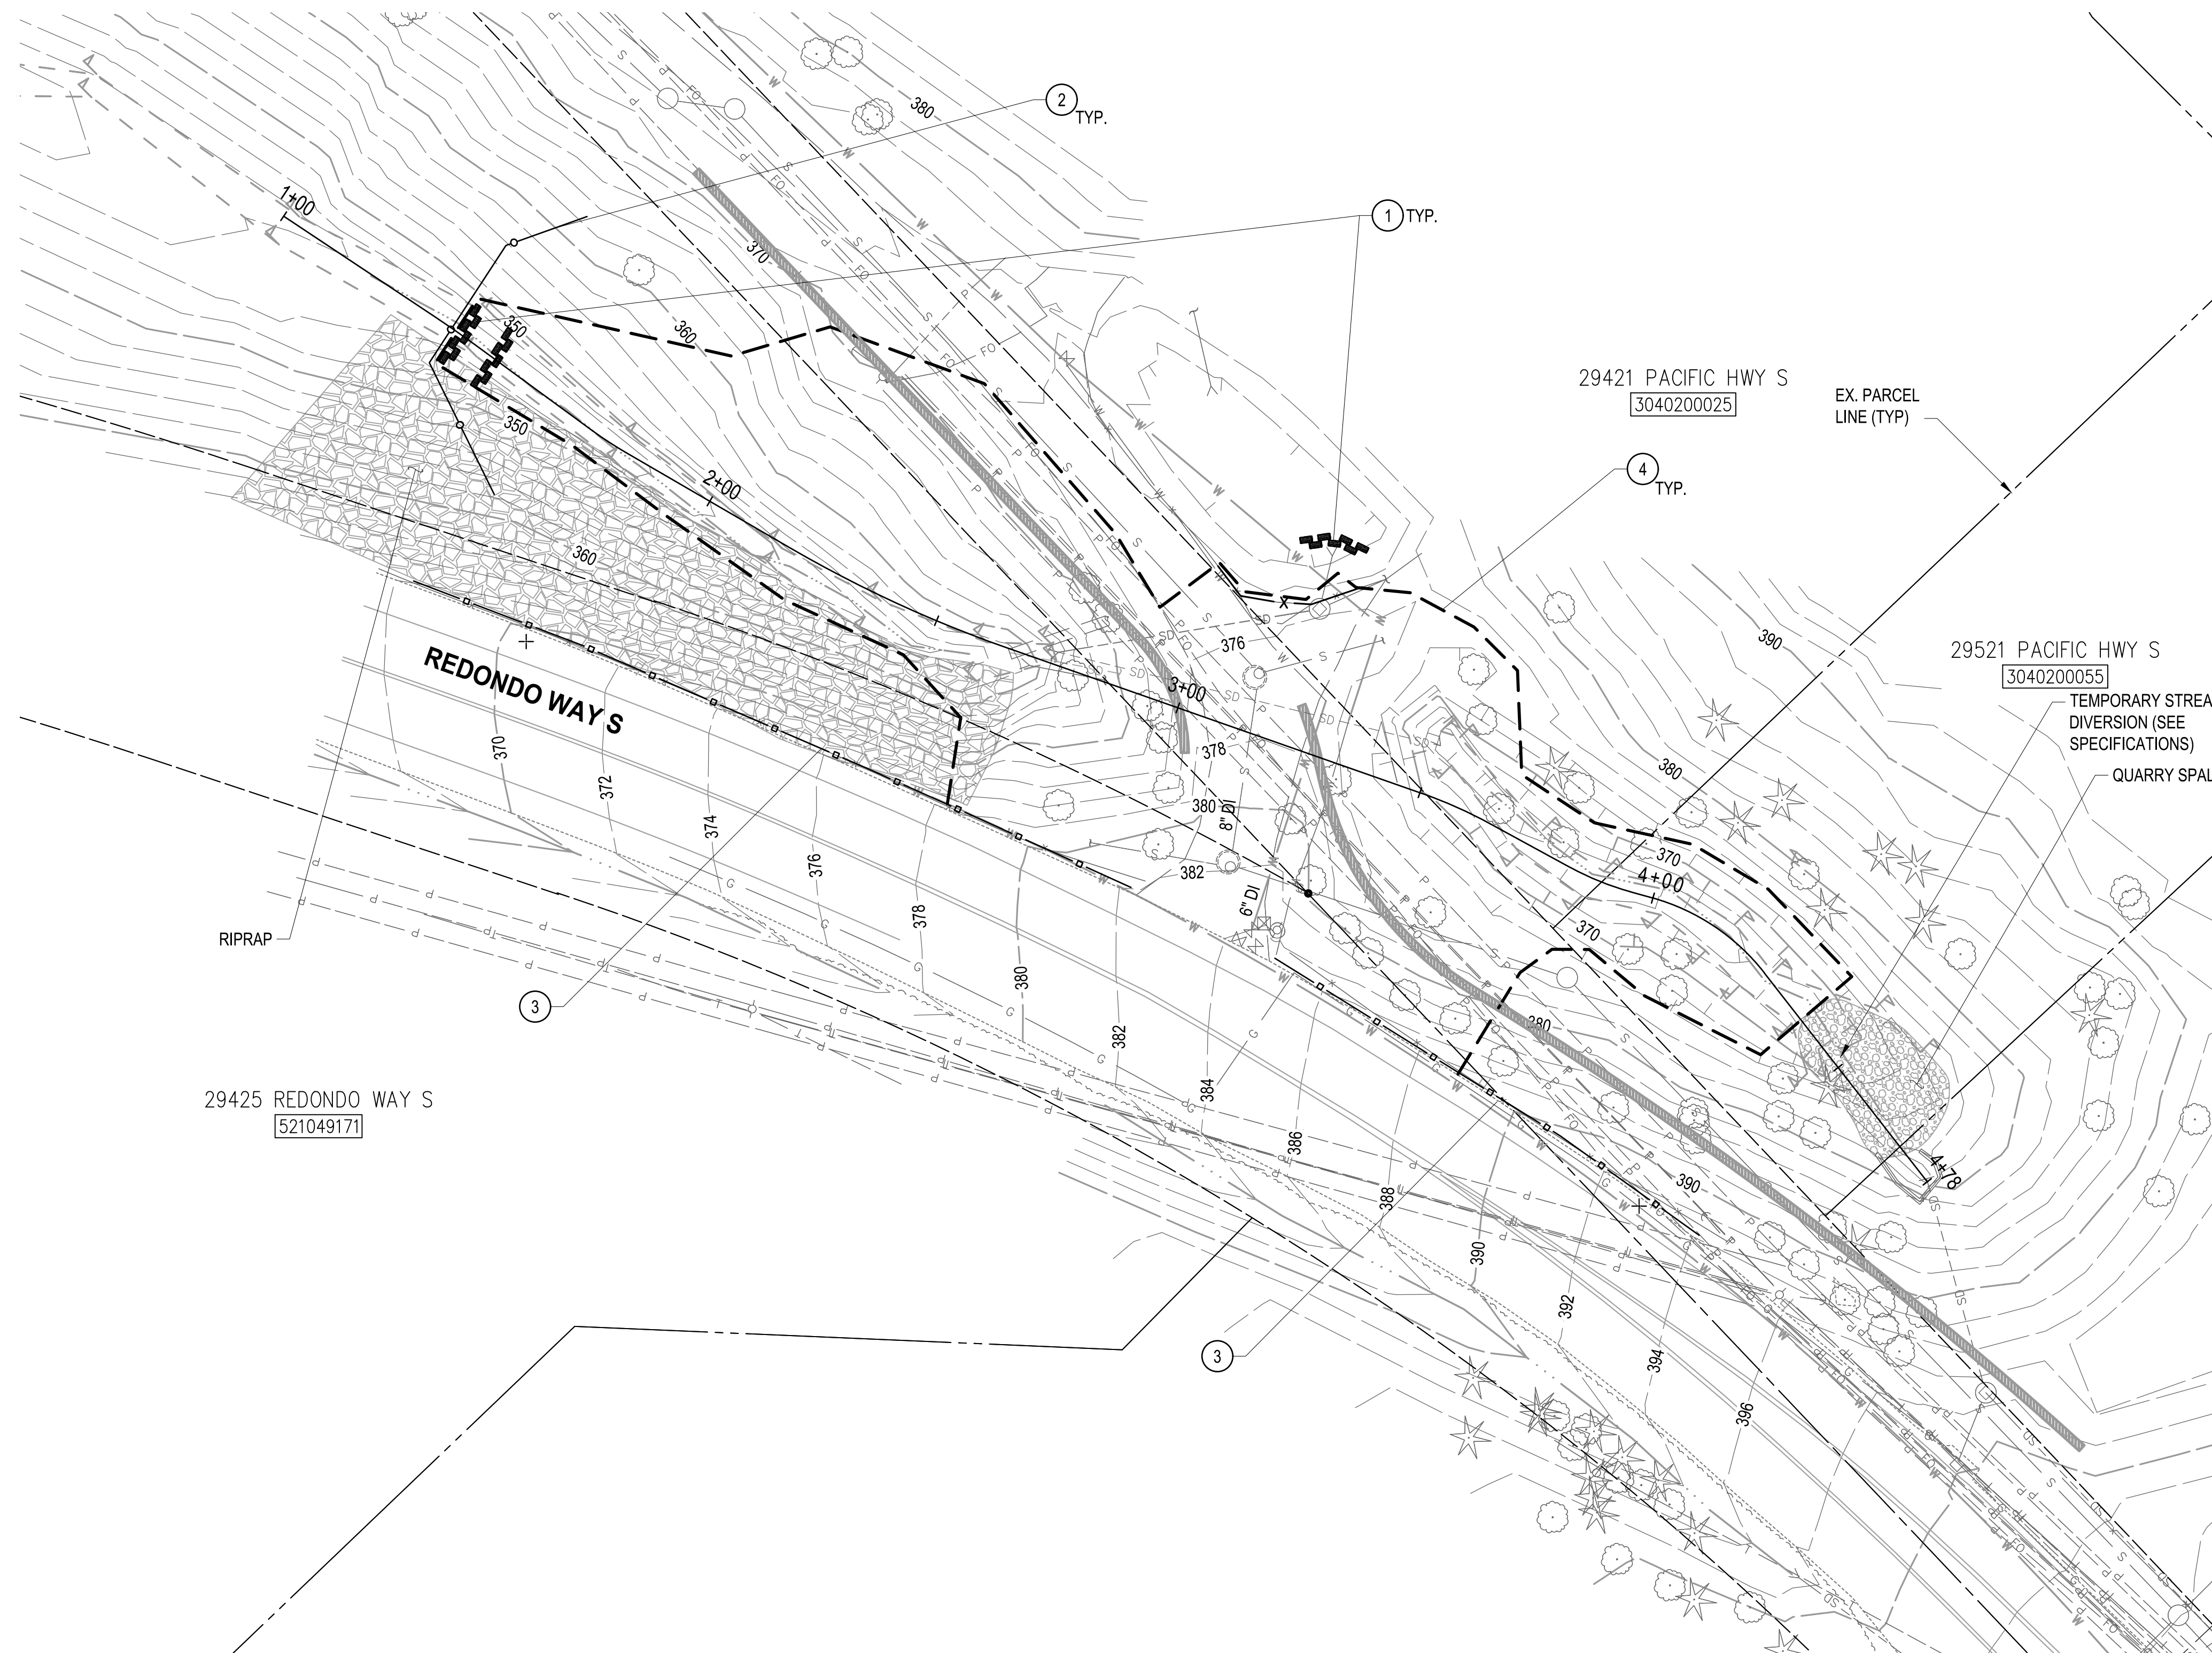 380
2
TYP.
1+00
1 TYP.
370
350
360
29421 PACIFIC HWY S
3040200025
EX. PARCEL
LINE (TYP)
350
4
TYP.
2+00
360
390
376
29521 PACIFIC HWY S
3040200055
REDONDO WAY S
3+00
TEMPORARY STREA
DIVERSION (SEE
SPECIFICATIONS)
370
378
380
QUARRY SPAL
372
380
8" DI
374
370
376
382
4+00
6" DI
378
370
RIPRAP
380
3
380
382
384
29425 REDONDO WAY S
521049171
386
4+78
388
390
390
392
3
394
396